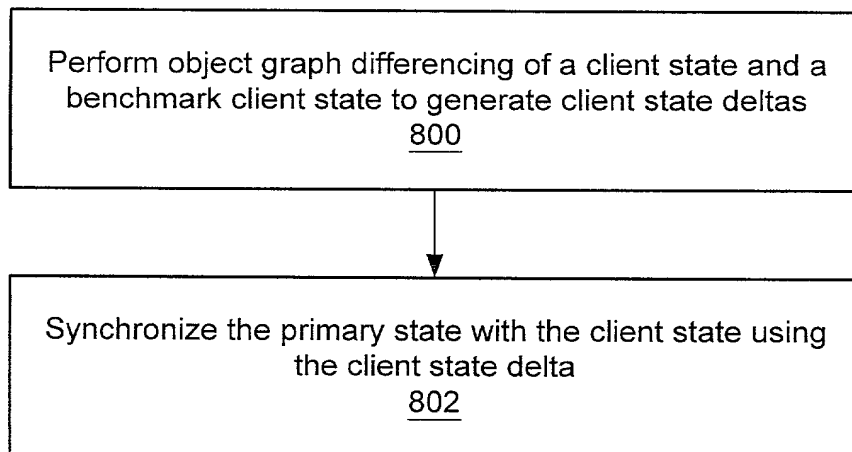 Perform object graph differencing of a client state and a
benchmark client state to generate client state deltas
800
Synchronize the primary state with the client state using
the client state delta
802